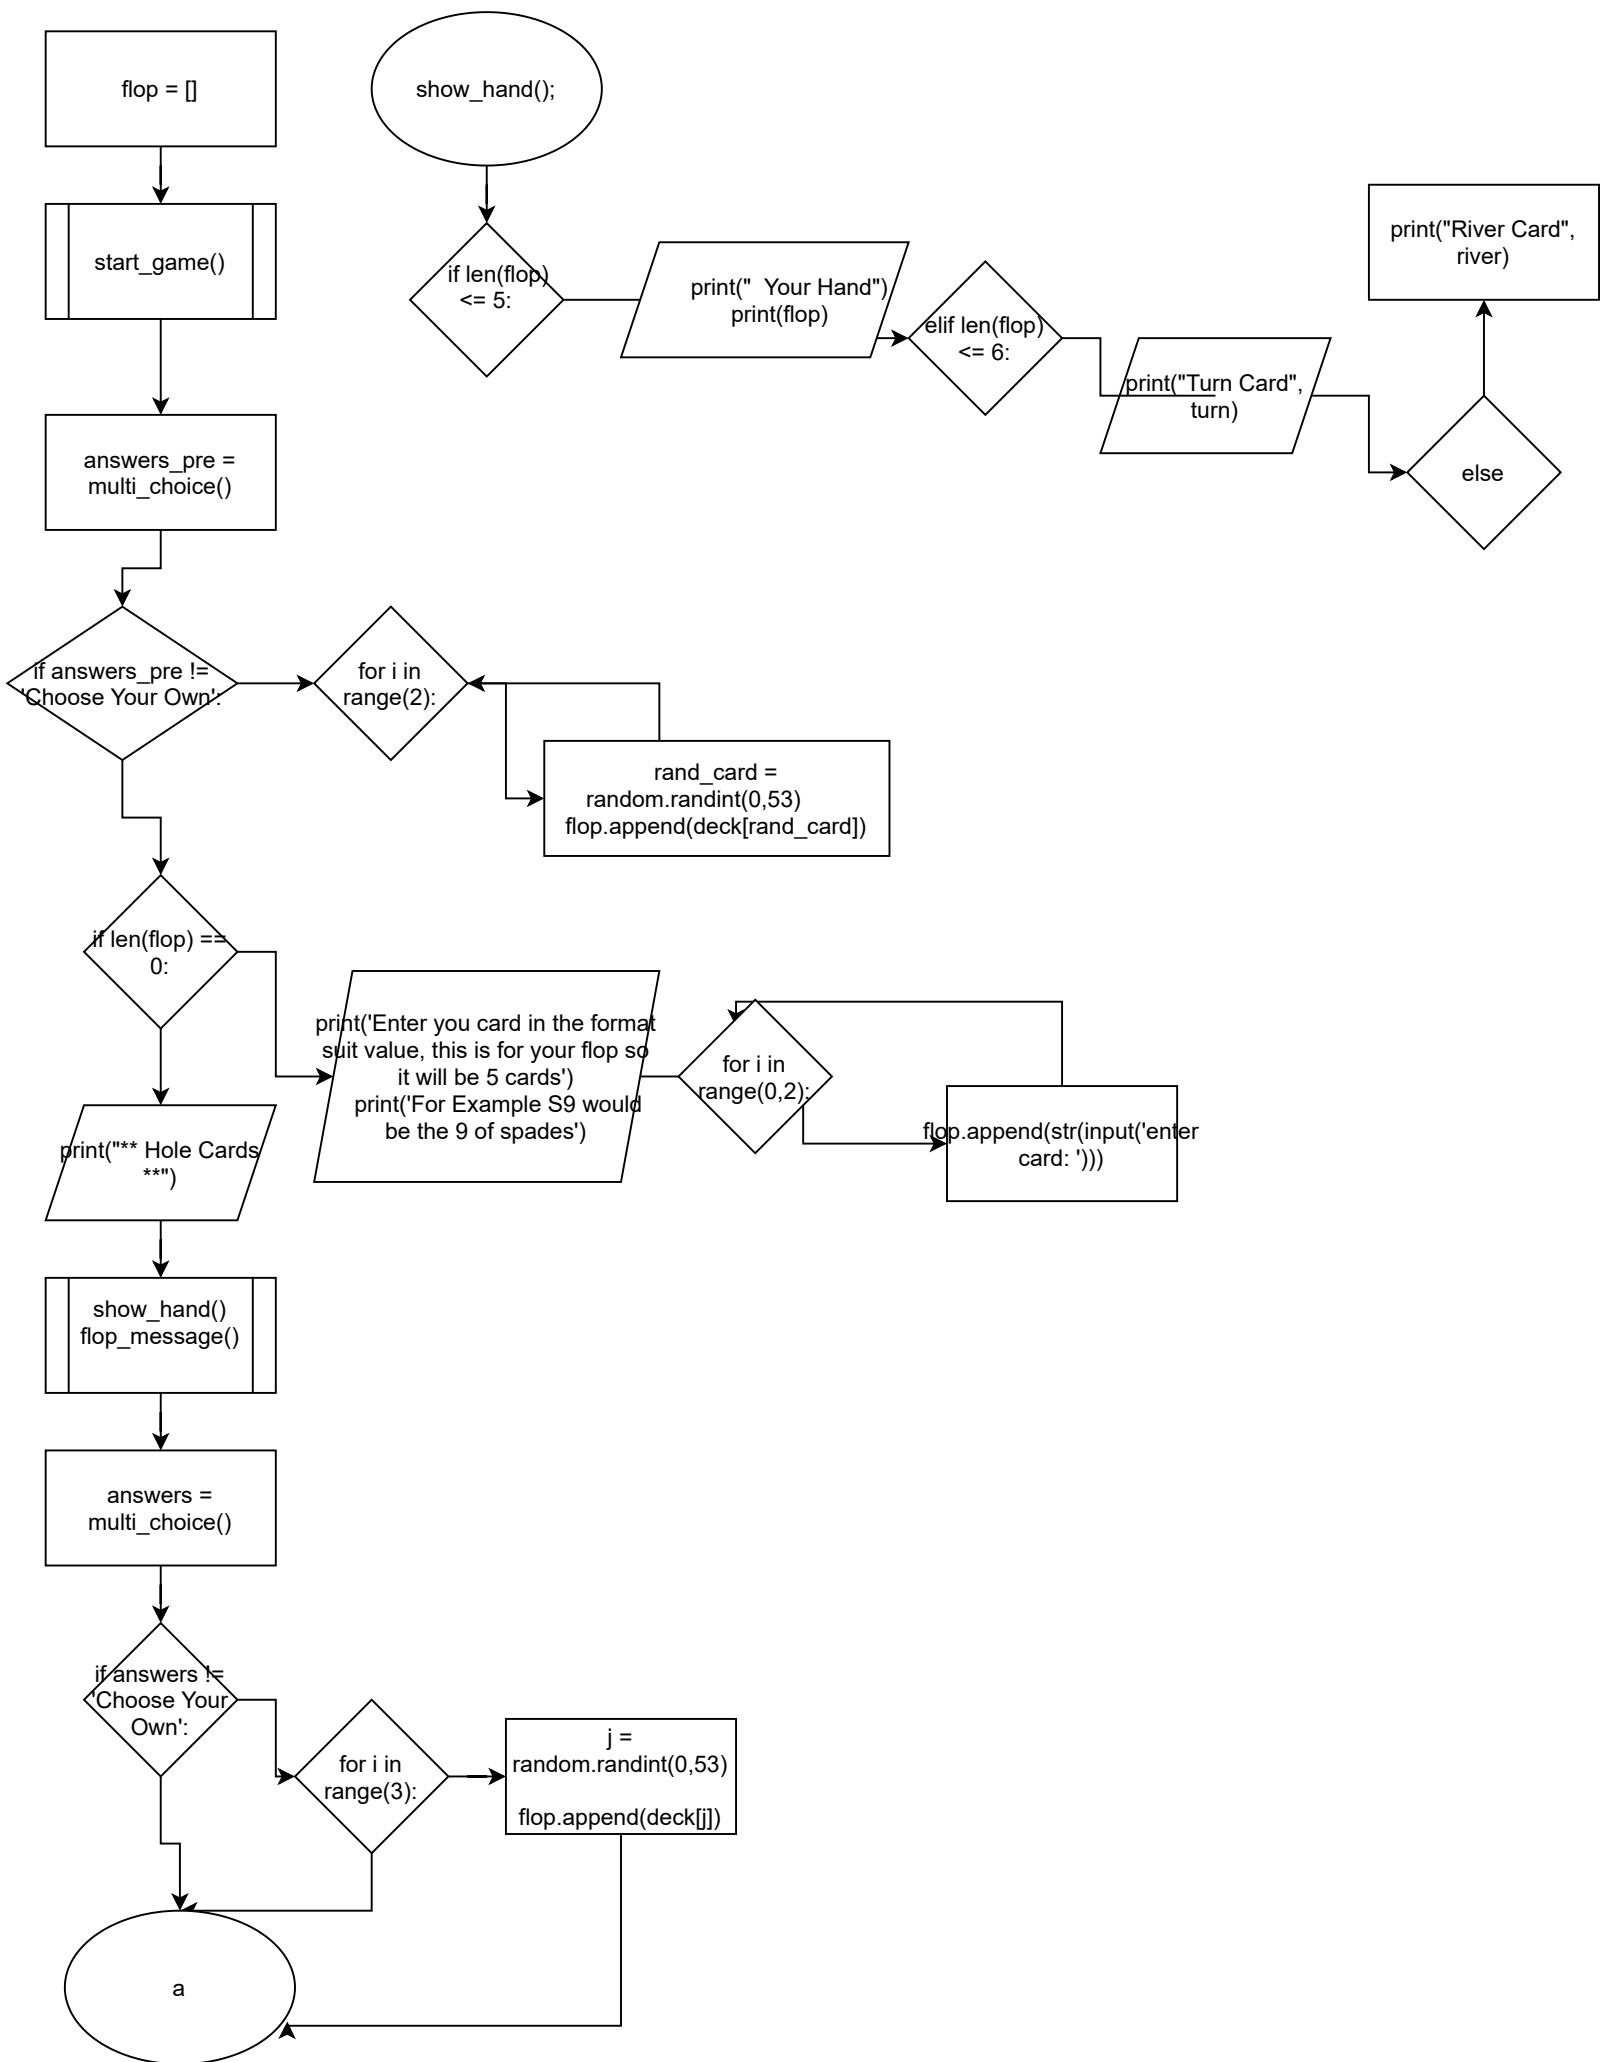 flop = []
show_hand();
start_game()
if len(flop)
<= 5:
print("  Your Hand")
print(flop)
elif len(flop)
<= 6:
print("Turn Card",
turn)
print("River Card",
river)
else
answers_pre =
multi_choice()
if answers_pre !=
'Choose Your Own':
for i in
range(2):
rand_card =
random.randint(0,53)
flop.append(deck[rand_card])
if len(flop) ==
0:
print('Enter you card in the format
suit value, this is for your flop so
it will be 5 cards')
print('For Example S9 would
be the 9 of spades')
for i in
range(0,2):
flop.append(str(input('enter
card: ')))
print("** Hole Cards
**")
show_hand()
flop_message()
answers =
multi_choice()
if answers !=
'Choose Your
Own':
for i in
range(3):
j =
random.randint(0,53)
flop.append(deck[j])
a